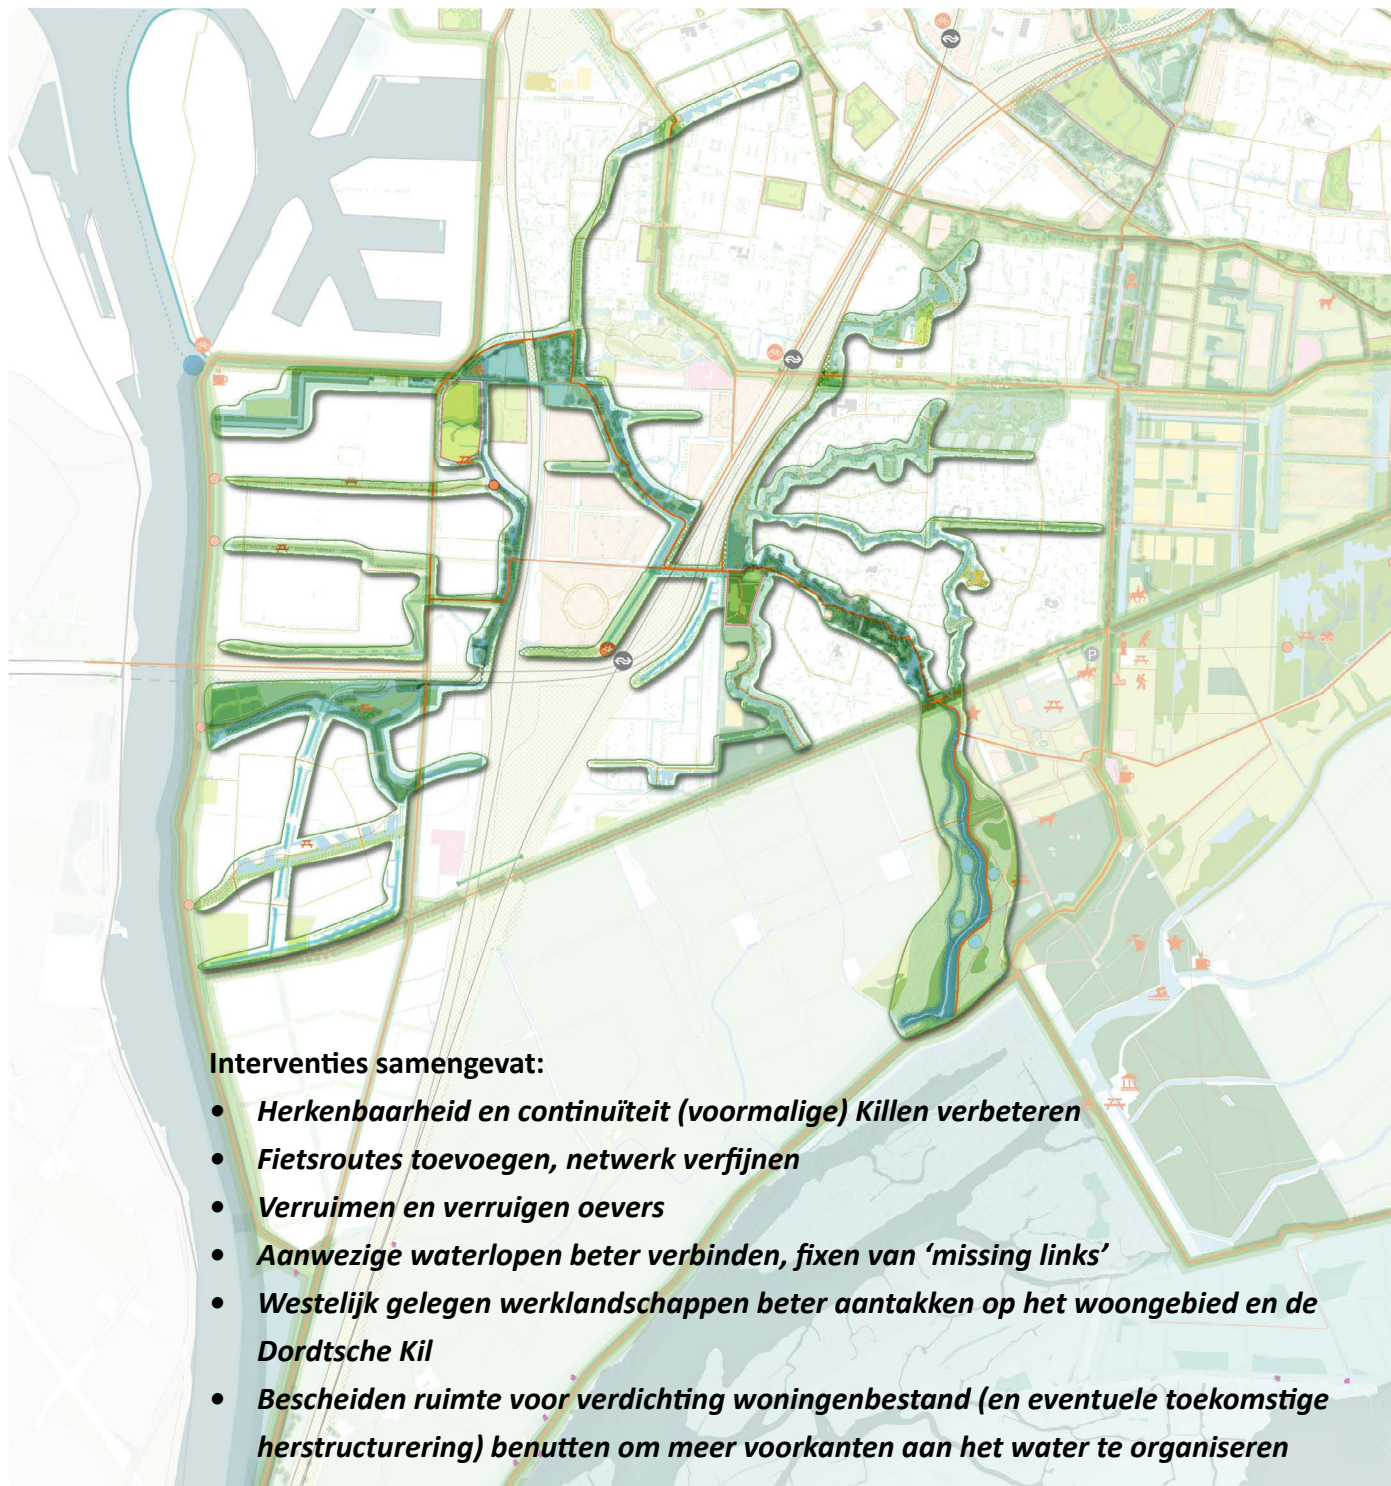 Interventies samengevat:
• Herkenbaarheid en continuïteit (voormalige) Killen verbeteren
• Fietsroutes toevoegen, netwerk verfijnen
• Verruimen en verruigen oevers
• Aanwezige waterlopen beter verbinden, fixen van ‘missing links’
• Westelijk gelegen werklandschappen beter aantakken op het woongebied en de
Dordtsche Kil
• Bescheiden ruimte voor verdichting woningenbestand (en eventuele toekomstige
herstructurering) benutten om meer voorkanten aan het water te organiseren
P